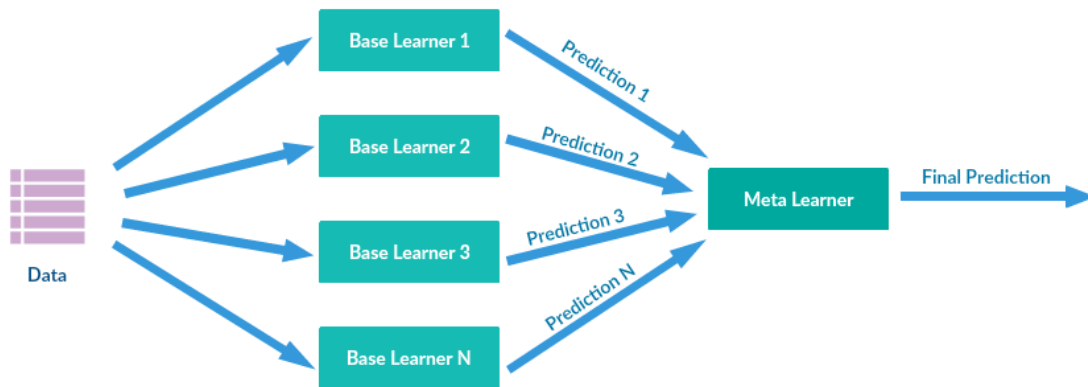 Base Learner 1
Prediction 1
Base Learner 2
Prediction 2
Data
Meta Learner
Final Prediction
Base Learner 3
Prediction 3
Base Learner N
Prediction N